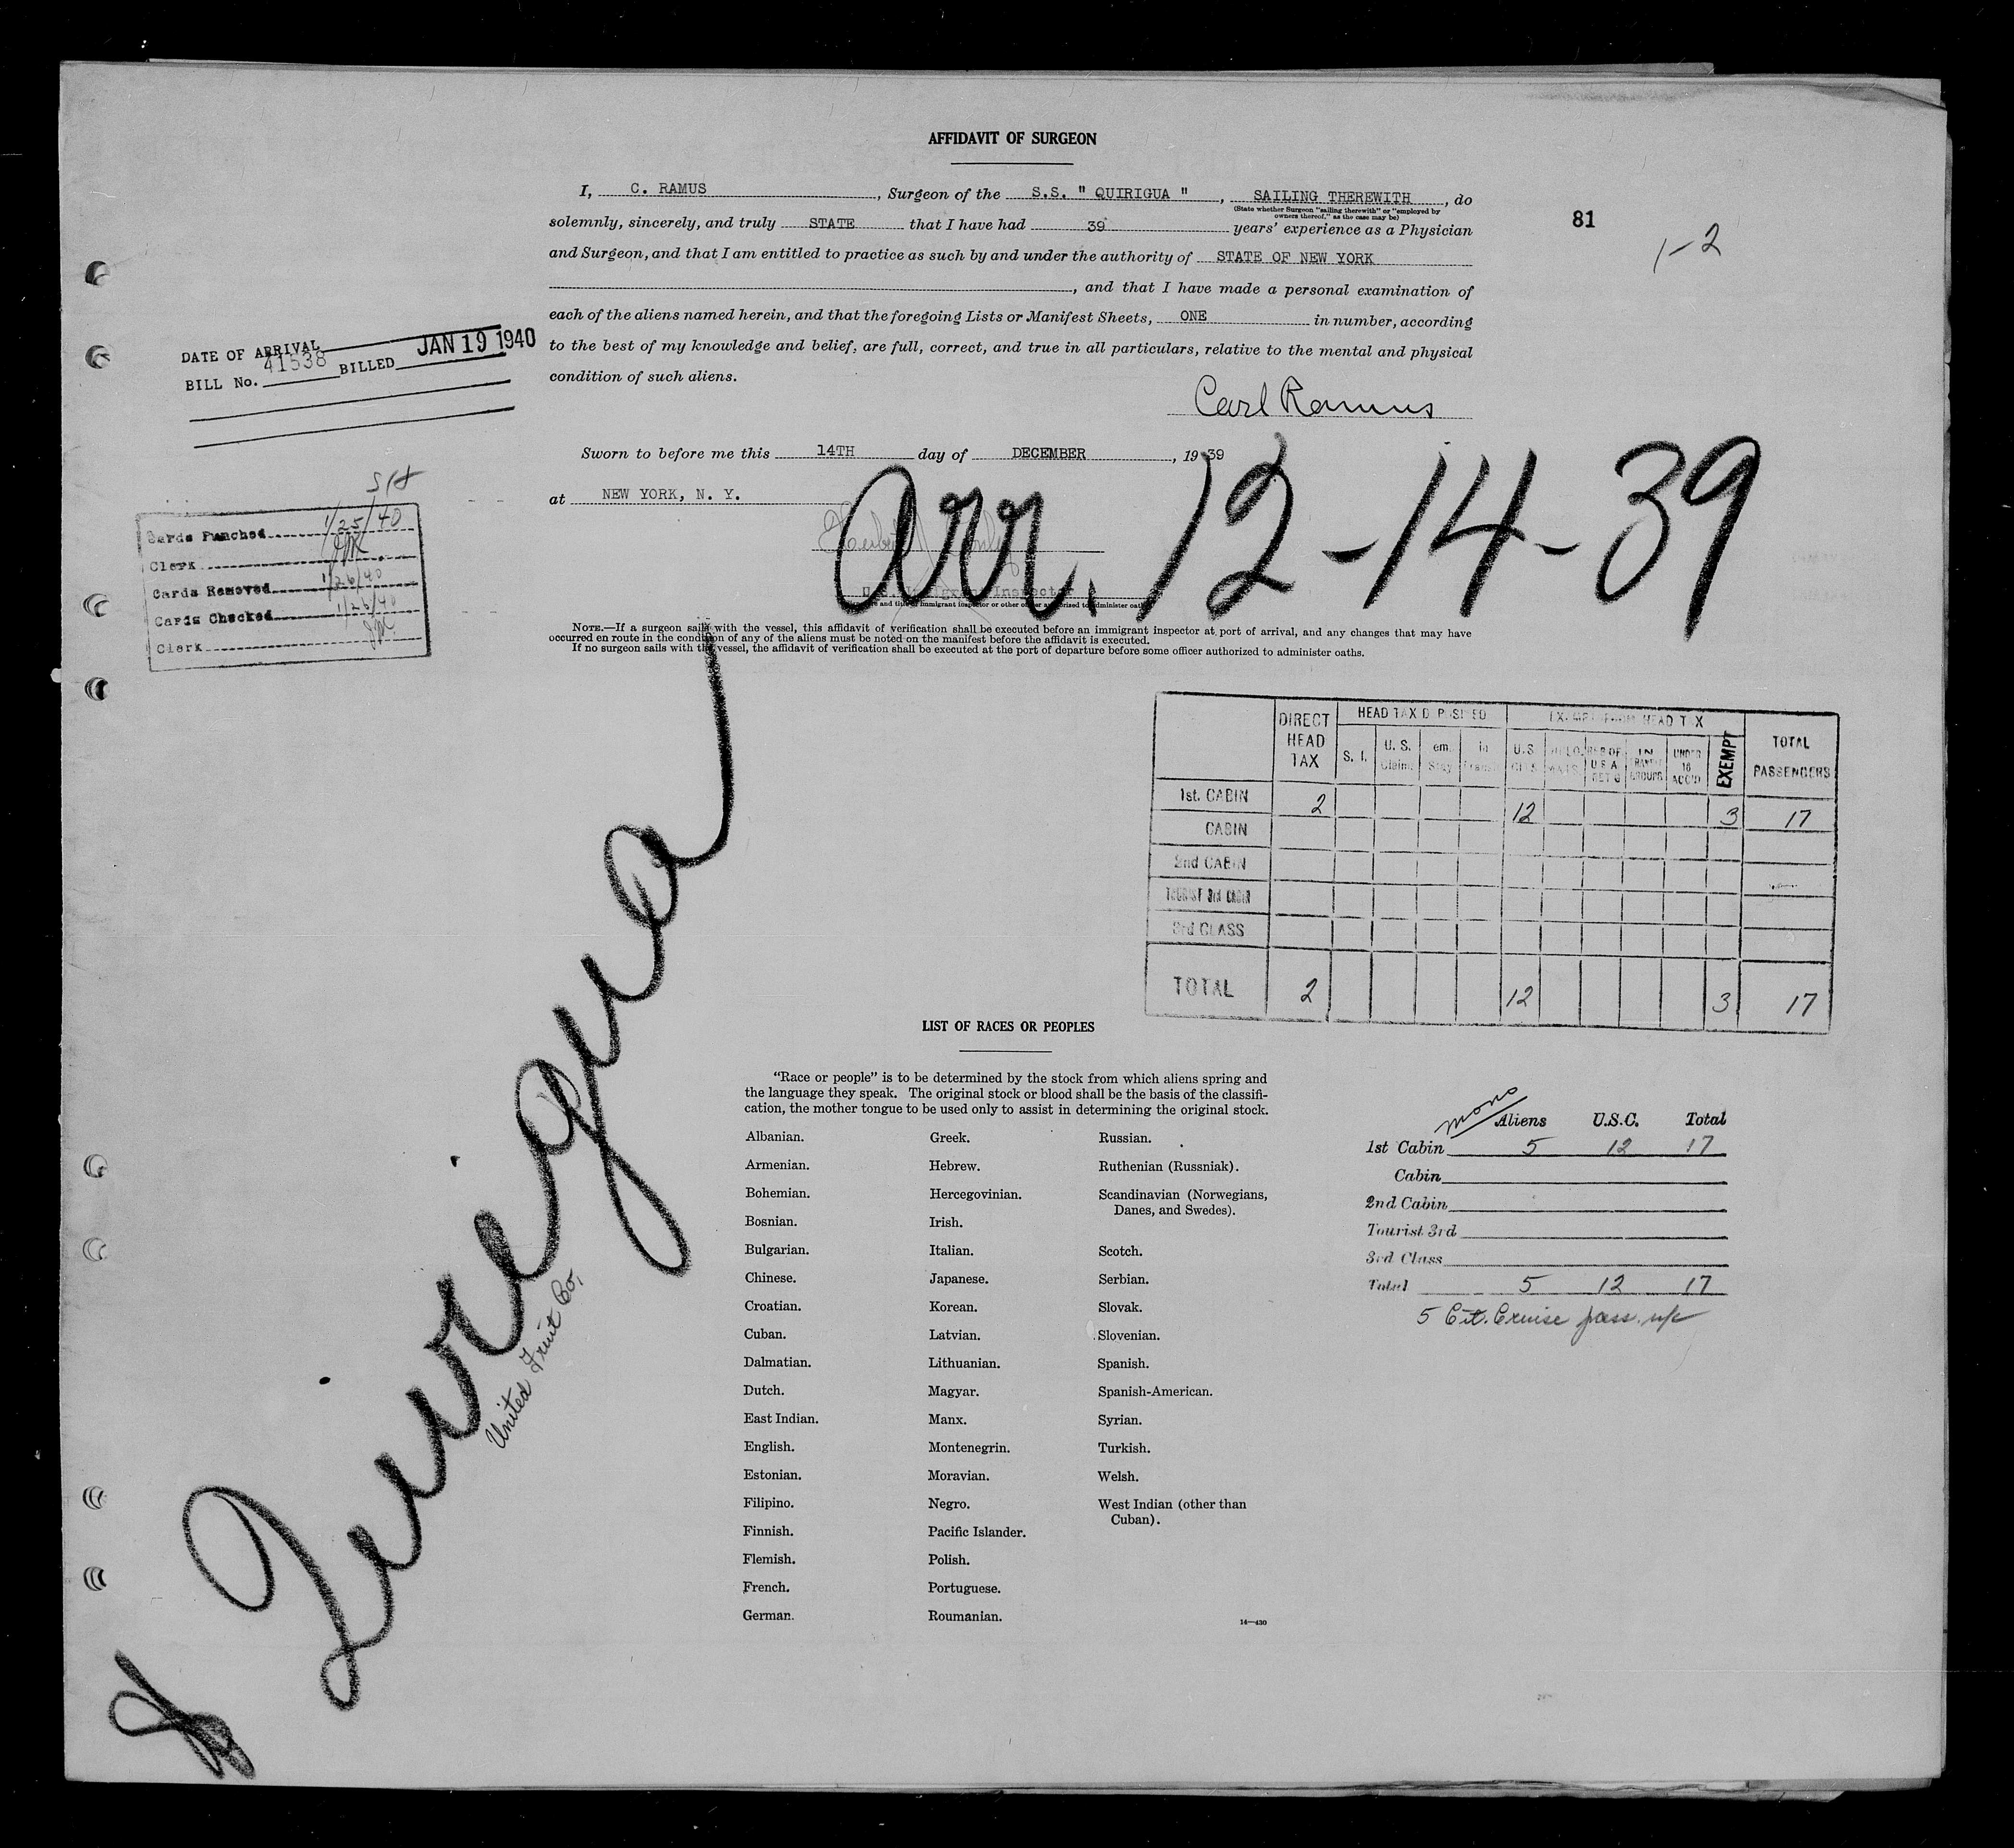 AFFIDAVIT OF SURGEON
I, C. RAMUS, Surgeon of the S.S. " QUIRIGUA ", SAILING THEREWITH, do
(State whether Surgeon "sailing therewith" or "employed by
owners thereof," as the case may be)
solemnly, sincerely, and truly STATE that I have had 39 years' experience as a Physician
and Surgeon, and that I am entitled to practice as such by and under the authority of STATE OF NEW YORK
, and that I have made a personal examination of
each of the aliens named herein, and that the foregoing Lists or Manifest Sheets, ONE in number, according
to the best of my knowledge and belief, are full, correct, and true in all particulars, relative to the mental and physical
condition of such aliens.
Carl Ramus
81
1-2
DATE OF ARRIVAL
BILL No. 41538 BILLED JAN 19 1940
Sworn to before me this 14TH day of DECEMBER, 19 39
at NEW YORK, N. Y.
arr. 12-14-39
Cards Punched 1/25/40
Clerk
Cards Removed 1/26/40
Cards Checked 1/26/40
Clerk
Inspector
NOTE.—If a surgeon sails with the vessel, this affidavit of verification shall be executed before an immigrant inspector at port of arrival, and any changes that may have
occurred en route in the condition of any of the aliens must be noted on the manifest before the affidavit is executed.
If no surgeon sails with the vessel, the affidavit of verification shall be executed at the port of departure before some officer authorized to administer oaths.
Quirigua
United Fruit Co.
DIRECT HEAD TAX
HEAD TAX
HEAD
TOTAL PASSENGERS
S. I.
U. S. Claims
U.S.
UNDER 16 ACC'D
EXEMPT
1st. CABIN 2 12 3 17
CABIN
2nd CABIN
TOURIST 3rd CABIN
3rd CLASS
TOTAL 2 12 3 17
LIST OF RACES OR PEOPLES
"Race or people" is to be determined by the stock from which aliens spring and
the language they speak. The original stock or blood shall be the basis of the classifi-
cation, the mother tongue to be used only to assist in determining the original stock.
Albanian.
Armenian.
Bohemian.
Bosnian.
Bulgarian.
Chinese.
Croatian.
Cuban.
Dalmatian.
Dutch.
East Indian.
English.
Estonian.
Filipino.
Finnish.
Flemish.
French.
German.
Greek.
Hebrew.
Hercegovinian.
Irish.
Italian.
Japanese.
Korean.
Latvian.
Lithuanian.
Magyar.
Manx.
Montenegrin.
Moravian.
Negro.
Pacific Islander.
Polish.
Portuguese.
Roumanian.
Russian.
Ruthenian (Russniak).
Scandinavian (Norwegians,
Danes, and Swedes).
Scotch.
Serbian.
Slovak.
Slovenian.
Spanish.
Spanish-American.
Syrian.
Turkish.
Welsh.
West Indian (other than
Cuban).
14—430
Aliens U.S.C. Total
1st Cabin 5 12 17
Cabin
2nd Cabin
Tourist 3rd
3rd Class
Total 5 12 17
5 Cit. Cruise pass.